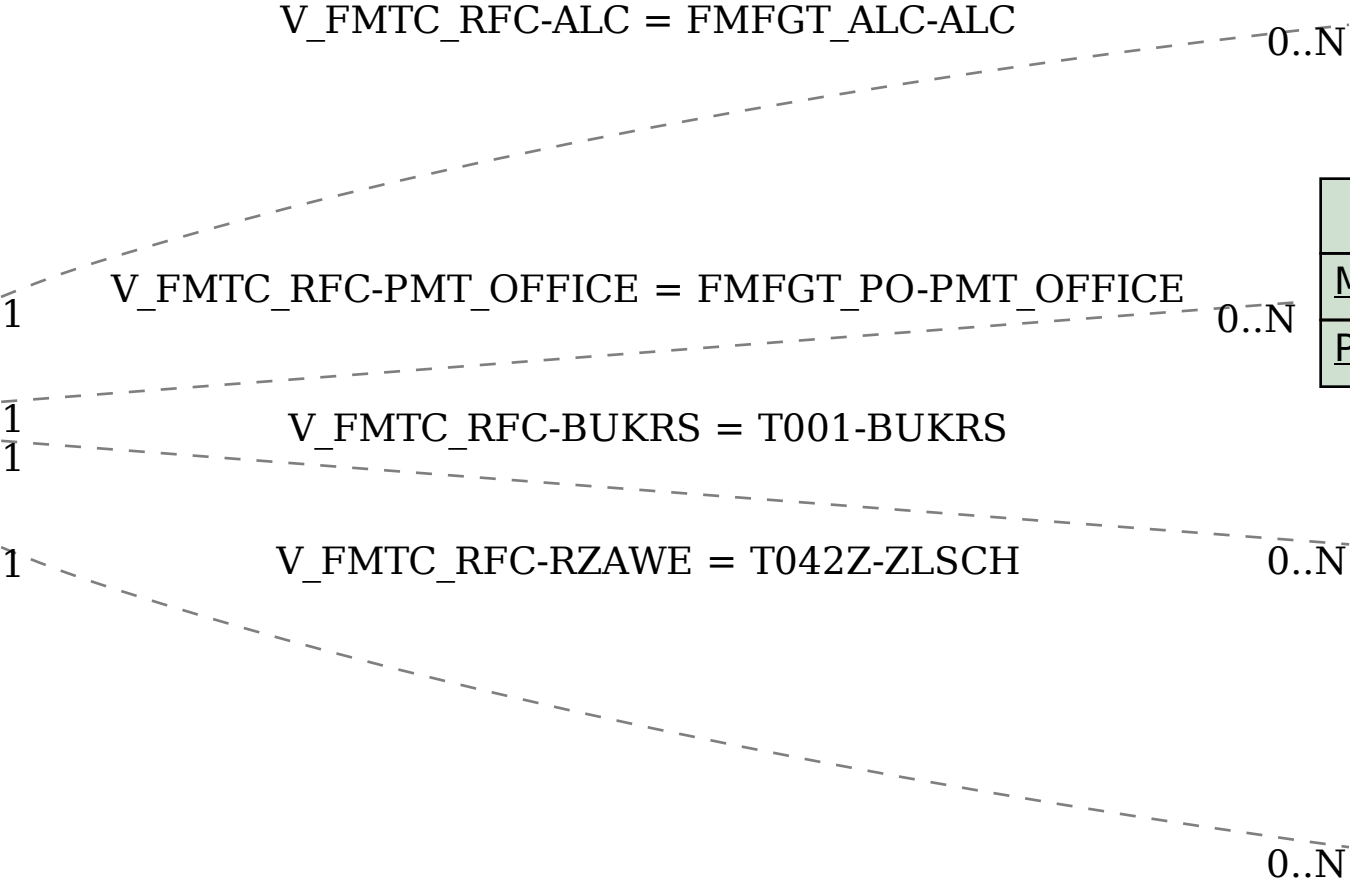 V_FMTC_RFC-ALC = FMFGT_ALC-ALC
0..N
1
V_FMTC_RFC-PMT_OFFICE = FMFGT_PO-PMT_OFFICE
0..N
M
P
1
1
V_FMTC_RFC-BUKRS = T001-BUKRS
0..N
1
V_FMTC_RFC-RZAWE = T042Z-ZLSCH
0..N